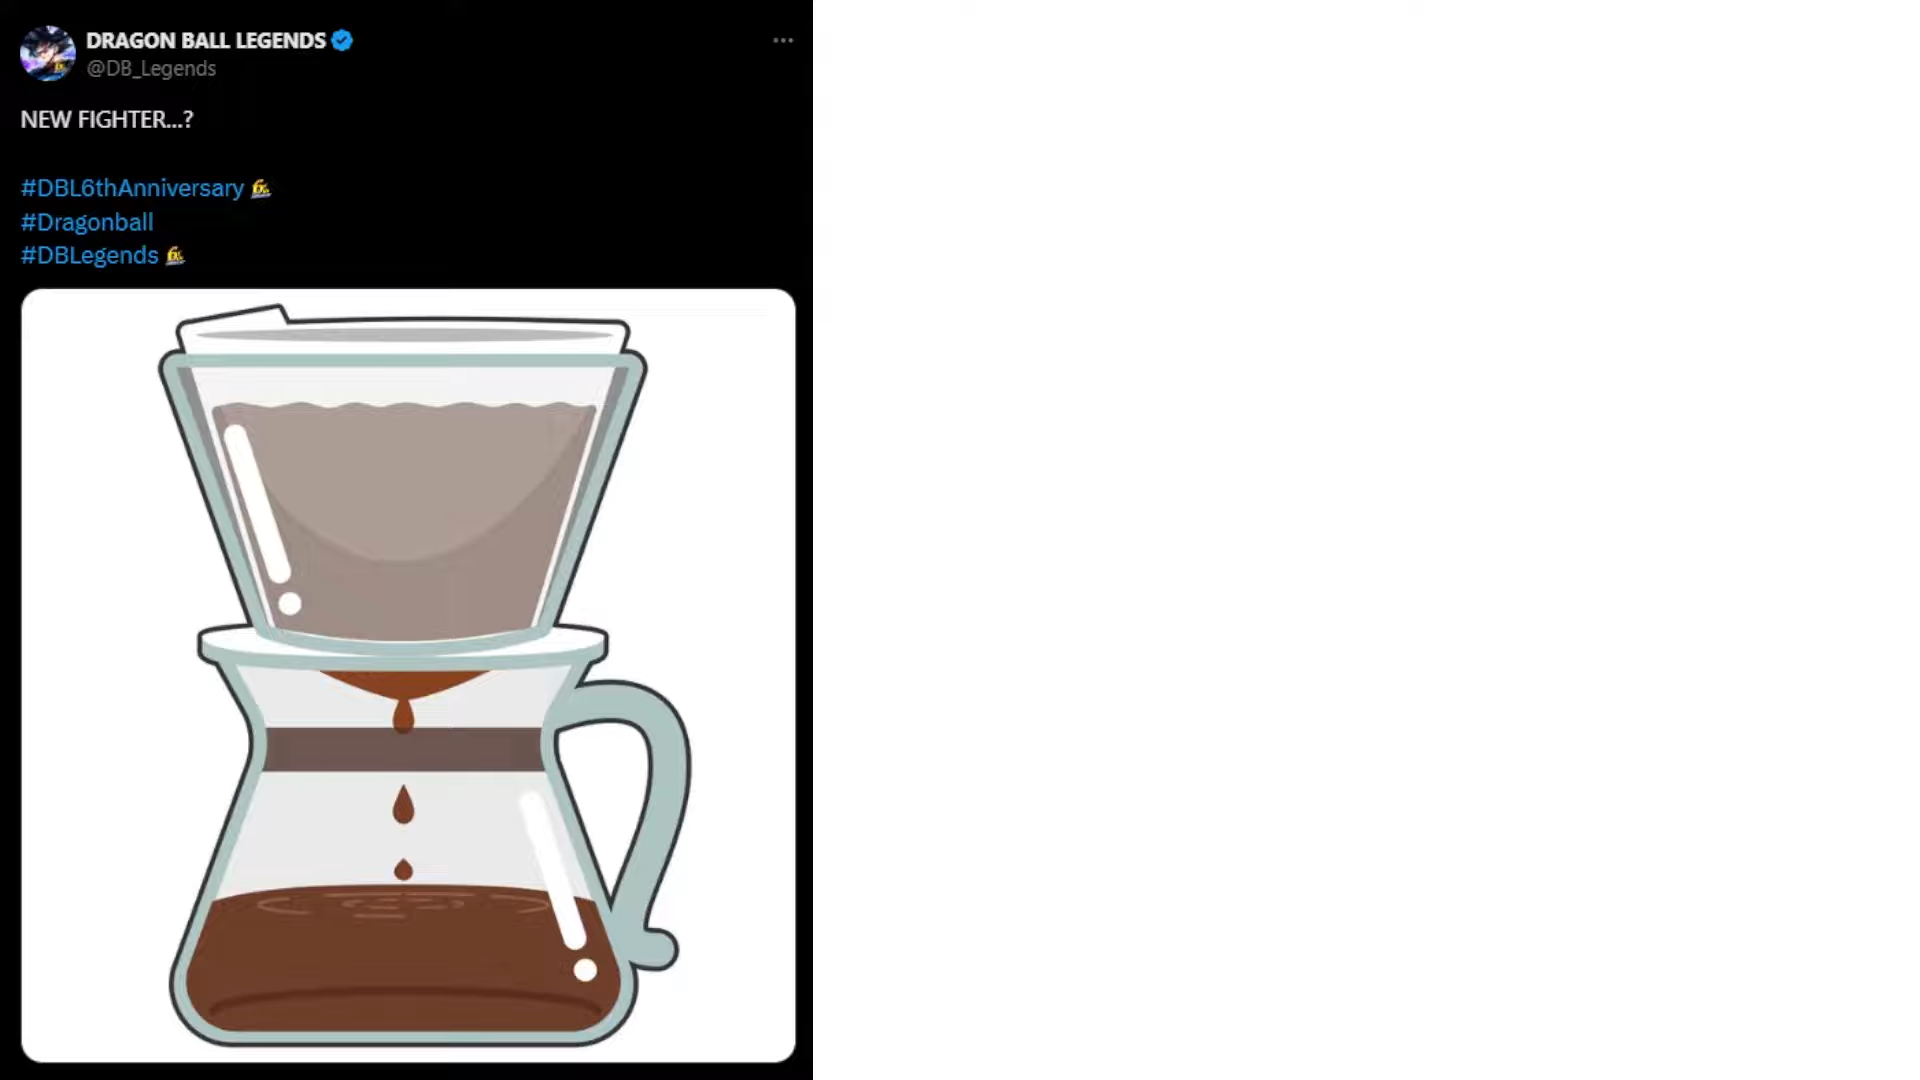 DRAGON BALL LEGENDS
@DB_Legends
NEW FIGHTER...?
#DBL6thAnniversary
#Dragonball
#DBLegends